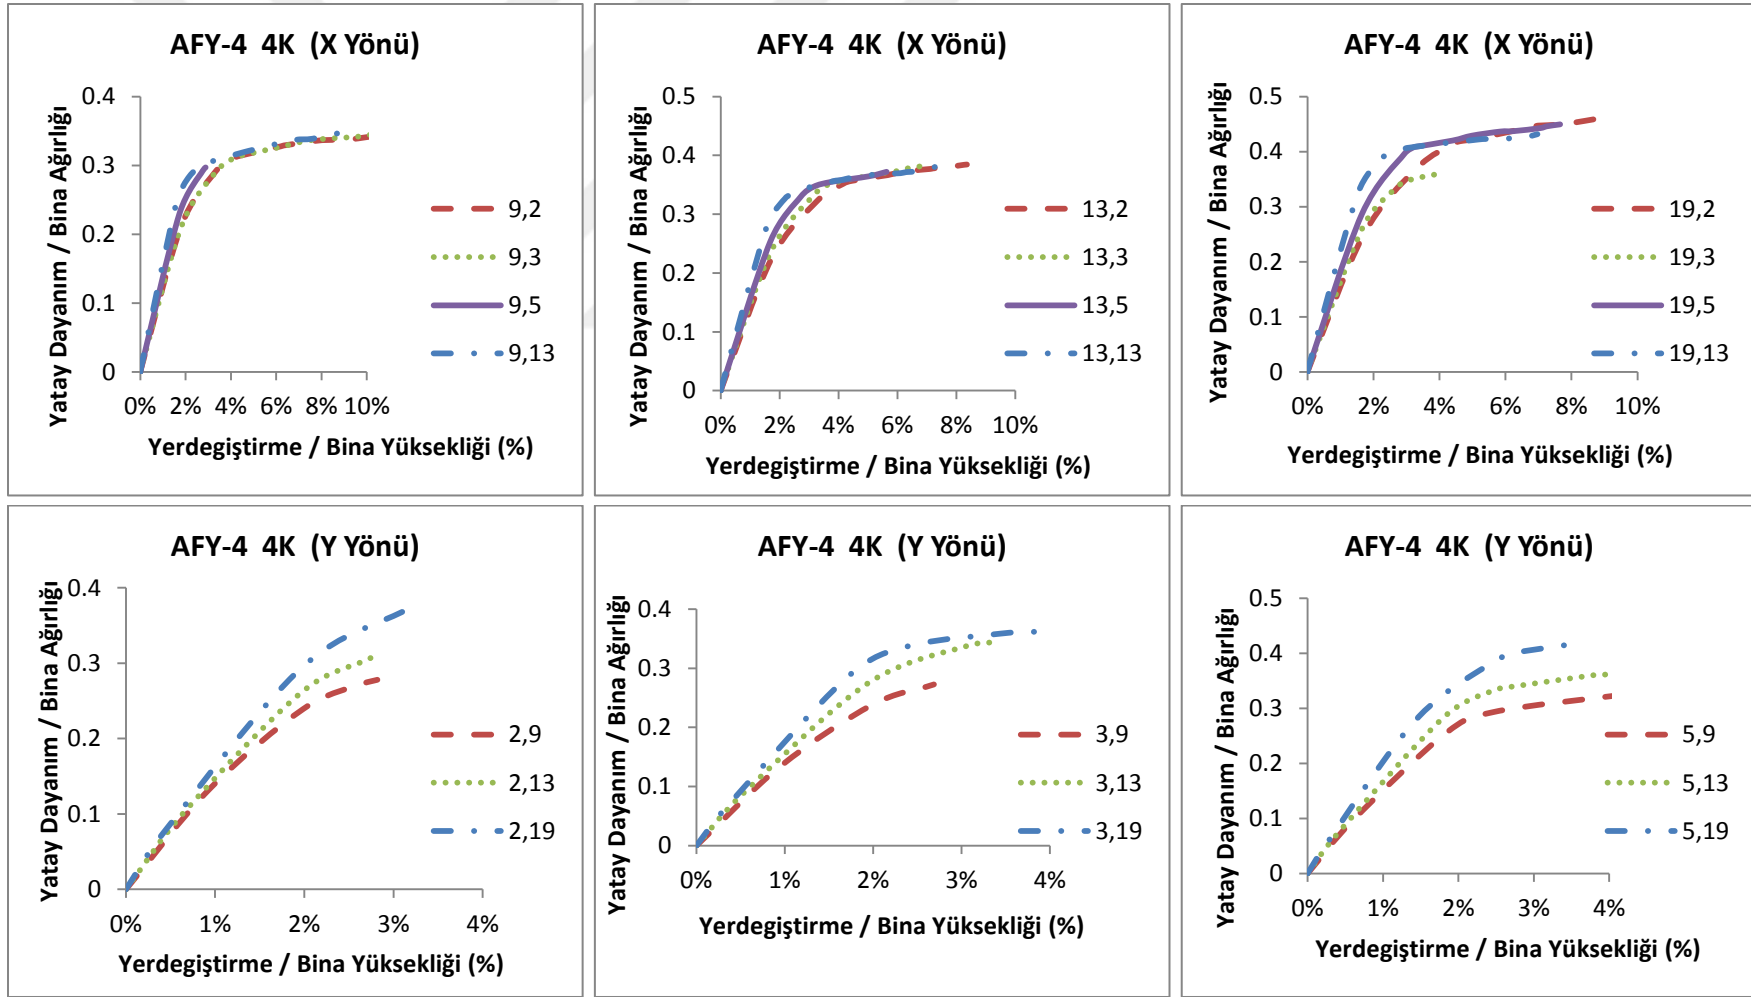 AFY-4 4K (X Yönü)
Yatay Dayanım / Bina Ağırlığı
0.4
0.3
0.2
0.1
0
0% 2% 4% 6% 8% 10%
Yerdegiştirme / Bina Yüksekliği (%)
9,2
9,3
9,5
9,13
AFY-4 4K (X Yönü)
Yatay Dayanım / Bina Ağırlığı
0.5
0.4
0.3
0.2
0.1
0
0% 2% 4% 6% 8% 10%
Yerdegiştirme / Bina Yüksekliği (%)
13,2
13,3
13,5
13,13
AFY-4 4K (X Yönü)
Yatay Dayanım / Bina Ağırlığı
0.5
0.4
0.3
0.2
0.1
0
0% 2% 4% 6% 8% 10%
Yerdegiştirme / Bina Yüksekliği (%)
19,2
19,3
19,5
19,13
AFY-4 4K (Y Yönü)
Yatay Dayanım / Bina Ağırlığı
0.4
0.3
0.2
0.1
0
0% 1% 2% 3% 4%
Yerdegiştirme / Bina Yüksekliği (%)
2,9
2,13
2,19
AFY-4 4K (Y Yönü)
Yatay Dayanım / Bina Ağırlığı
0.4
0.3
0.2
0.1
0
0% 1% 2% 3% 4%
Yerdegiştirme / Bina Yüksekliği (%)
3,9
3,13
3,19
AFY-4 4K (Y Yönü)
Yatay Dayanım / Bina Ağırlığı
0.5
0.4
0.3
0.2
0.1
0
0% 1% 2% 3% 4%
Yerdegiştirme / Bina Yüksekliği (%)
5,9
5,13
5,19